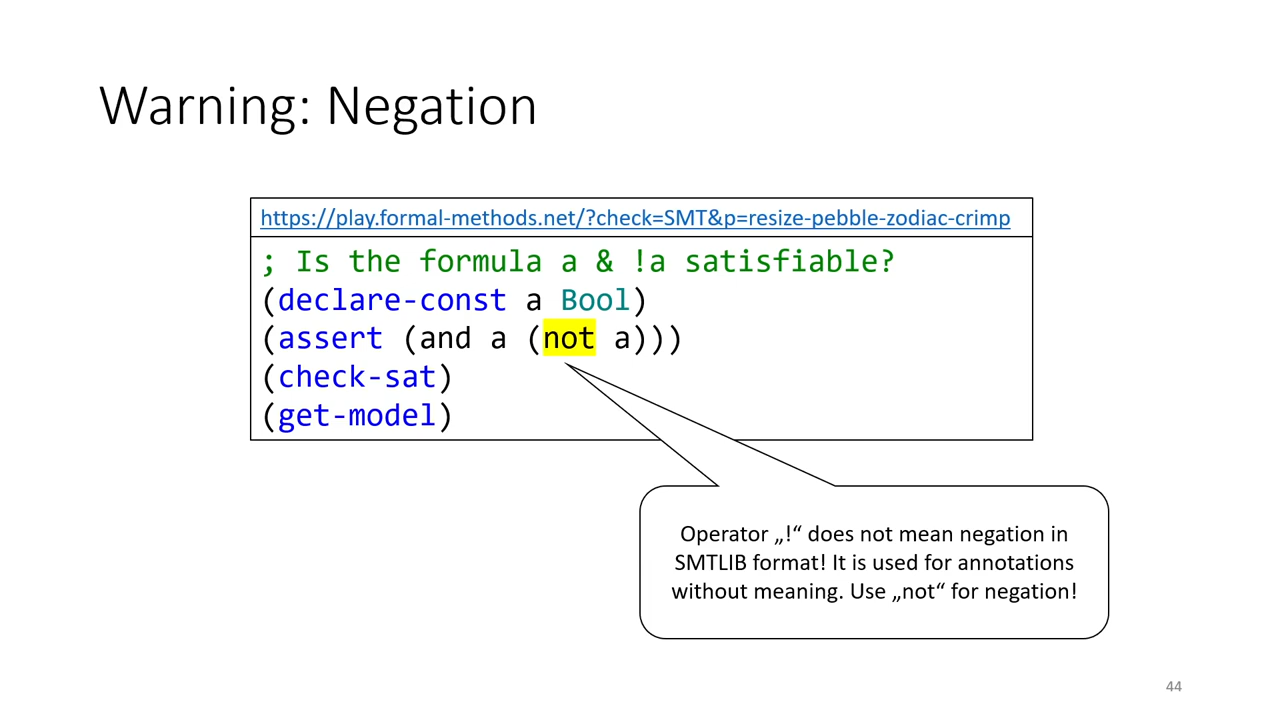 Warning: Negation
https://play.formal-methods.net/?check=SMT&p=resize-pebble-zodiac-crimp
; Is the formula a & !a satisfiable?
(declare-const a Bool)
(assert (and a (not a)))
(check-sat)
(get-model)
Operator „!“ does not mean negation in
SMTLIB format! It is used for annotations
without meaning. Use „not“ for negation!
44